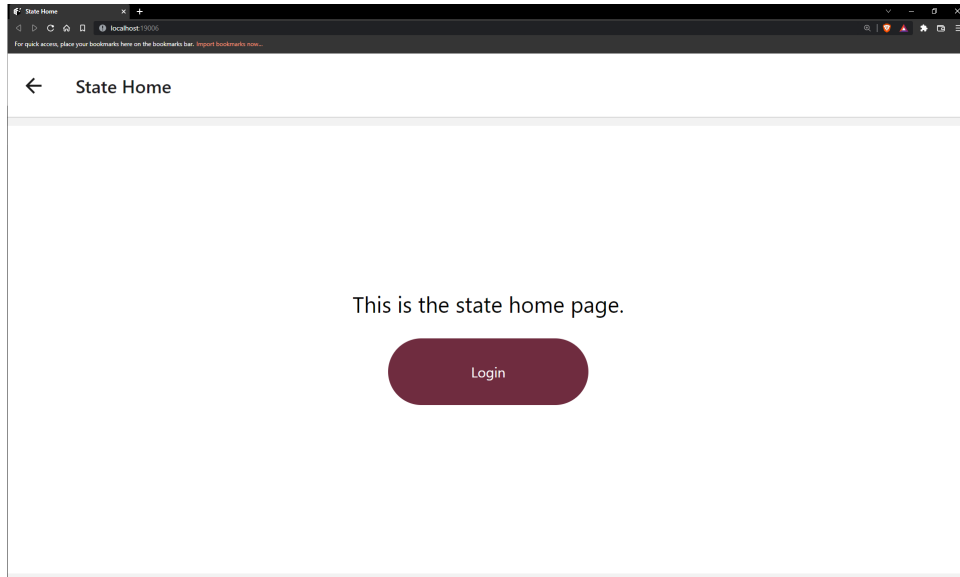 State Home
localhost:19006
For quick access, place your bookmarks here on the bookmarks bar. Import bookmarks now...
State Home
This is the state home page.
Login